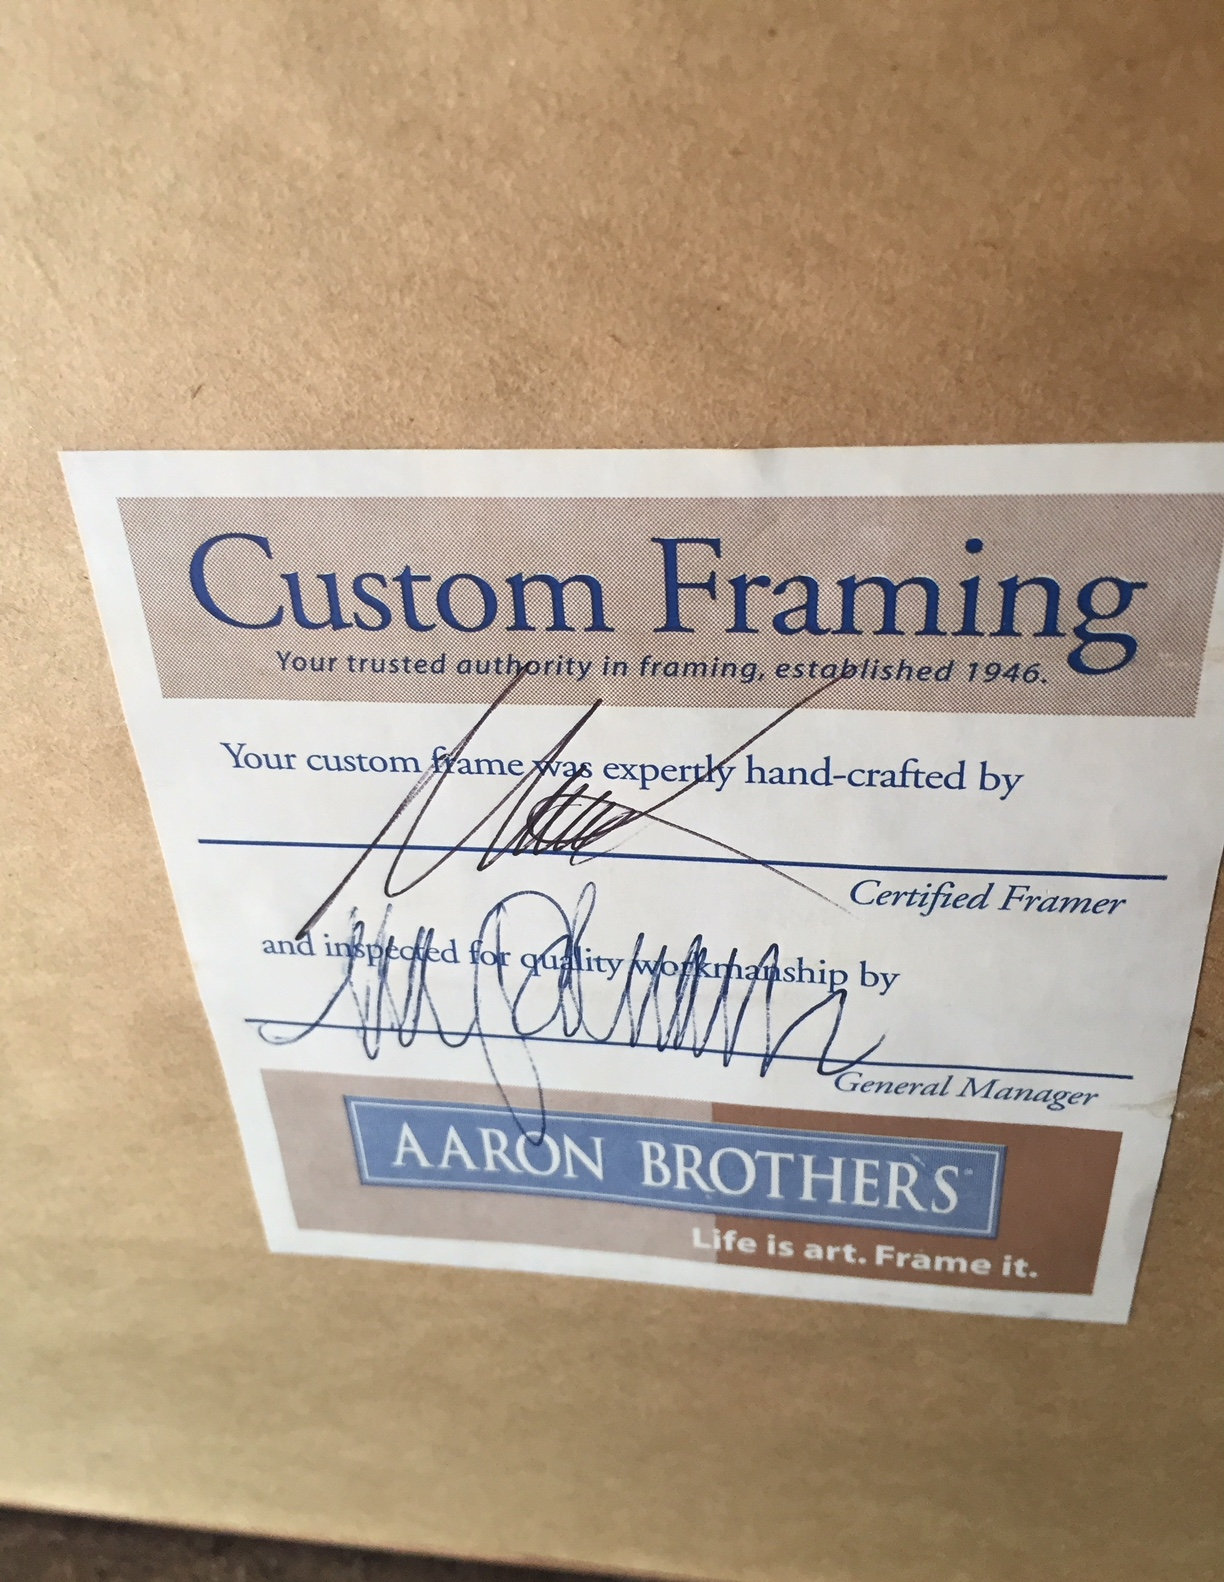 Custom Framing
Your trusted authority in framing, established 1946.
Your custom frame was expertly hand-crafted by
Certified Framer
and inspected for quality workmanship by
General Manager
AARON BROTHERS
Life is art. Frame it.